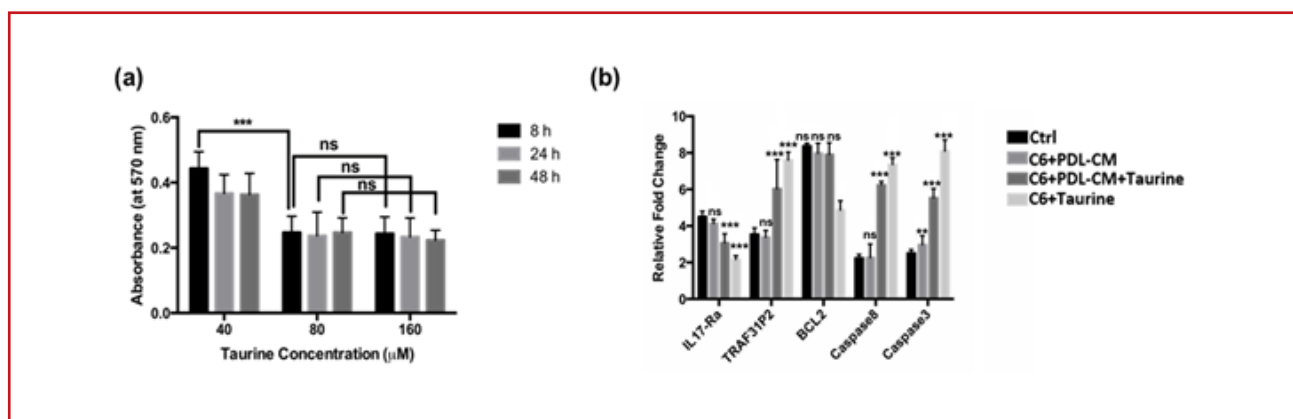 (a)
0.6
0.4
0.2
0.0
Absorbance (at 570 nm)
***
ns
ns
ns
40
80
160
Taurine Concentration (μM)
8 h
24 h
48 h
(b)
10
8
6
4
2
0
Relative Fold Change
ns
***
***
ns
***
***
ns ns ns
***
***
**
***
***
IL17-Ra
TRAF31P2
BCL2
Caspase8
Caspase3
Ctrl
C6+PDL-CM
C6+PDL-CM+Taurine
C6+Taurine